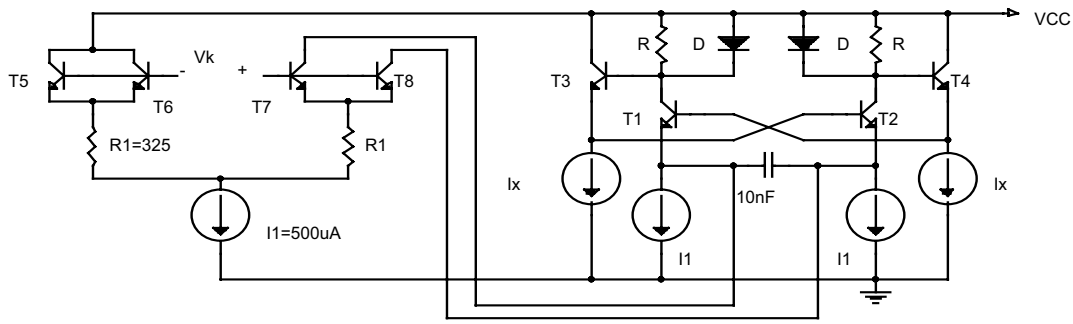 VCC
R D D R
- Vk +
T5 T6 T7 T8 T3 T4
T1 T2
R1=325 R1
Ix 10nF Ix
I1=500uA I1 I1